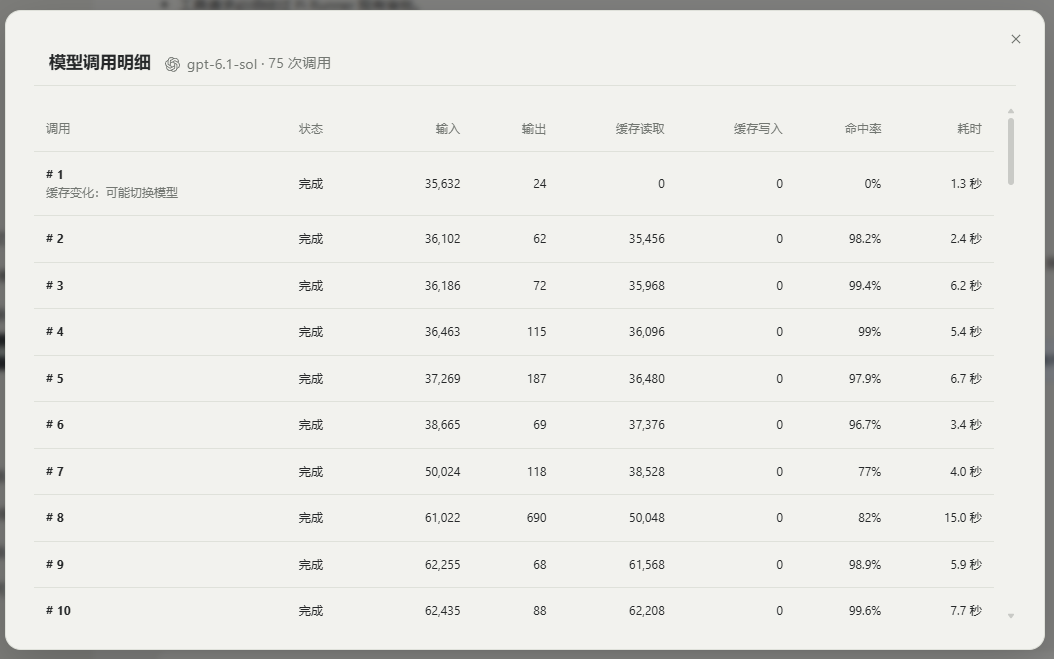 模型调用明细 gpt-6.1-sol · 75 次调用
调用 状态 输入 输出 缓存读取 缓存写入 命中率 耗时
# 1 完成 35,632 24 0 0 0% 1.3 秒
缓存变化：可能切换模型
# 2 完成 36,102 62 35,456 0 98.2% 2.4 秒
# 3 完成 36,186 72 35,968 0 99.4% 6.2 秒
# 4 完成 36,463 115 36,096 0 99% 5.4 秒
# 5 完成 37,269 187 36,480 0 97.9% 6.7 秒
# 6 完成 38,665 69 37,376 0 96.7% 3.4 秒
# 7 完成 50,024 118 38,528 0 77% 4.0 秒
# 8 完成 61,022 690 50,048 0 82% 15.0 秒
# 9 完成 62,255 68 61,568 0 98.9% 5.9 秒
# 10 完成 62,435 88 62,208 0 99.6% 7.7 秒